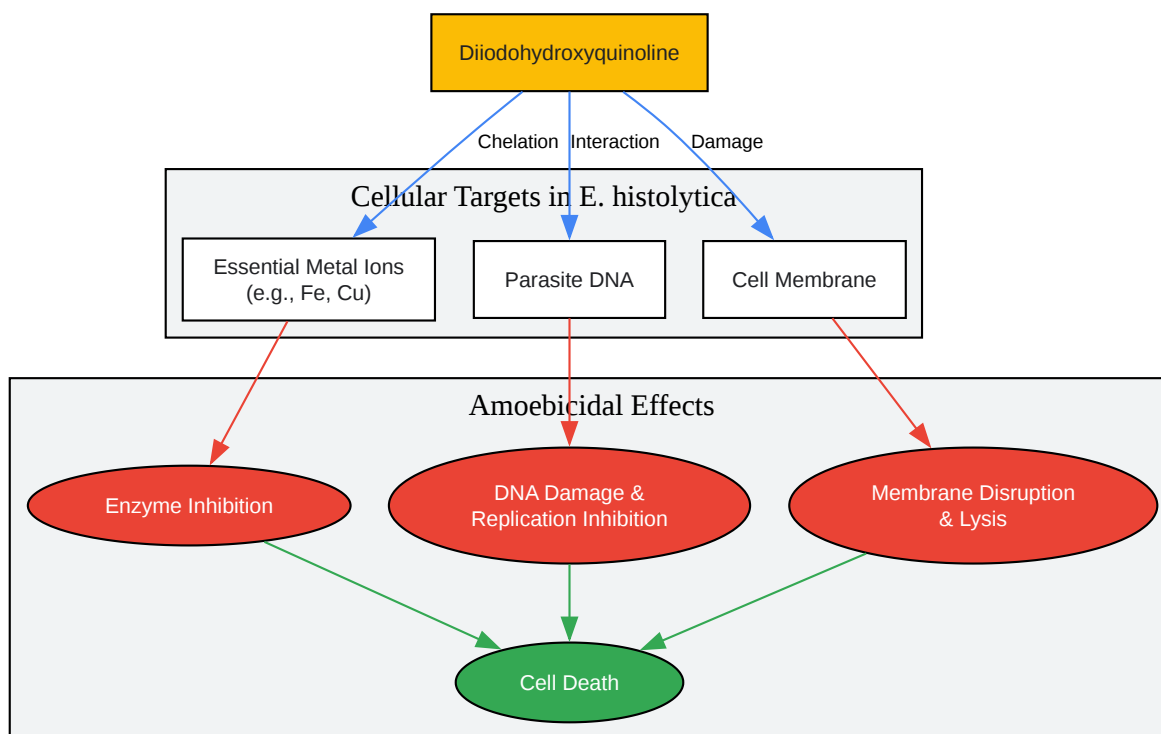 Diiodohydroxyquinoline
Chelation
Interaction
Damage
Cellular Targets in E. histolytica
Essential Metal Ions
(e.g., Fe, Cu)
Parasite DNA
Cell Membrane
Amoebicidal Effects
Enzyme Inhibition
DNA Damage &
Replication Inhibition
Membrane Disruption
& Lysis
Cell Death